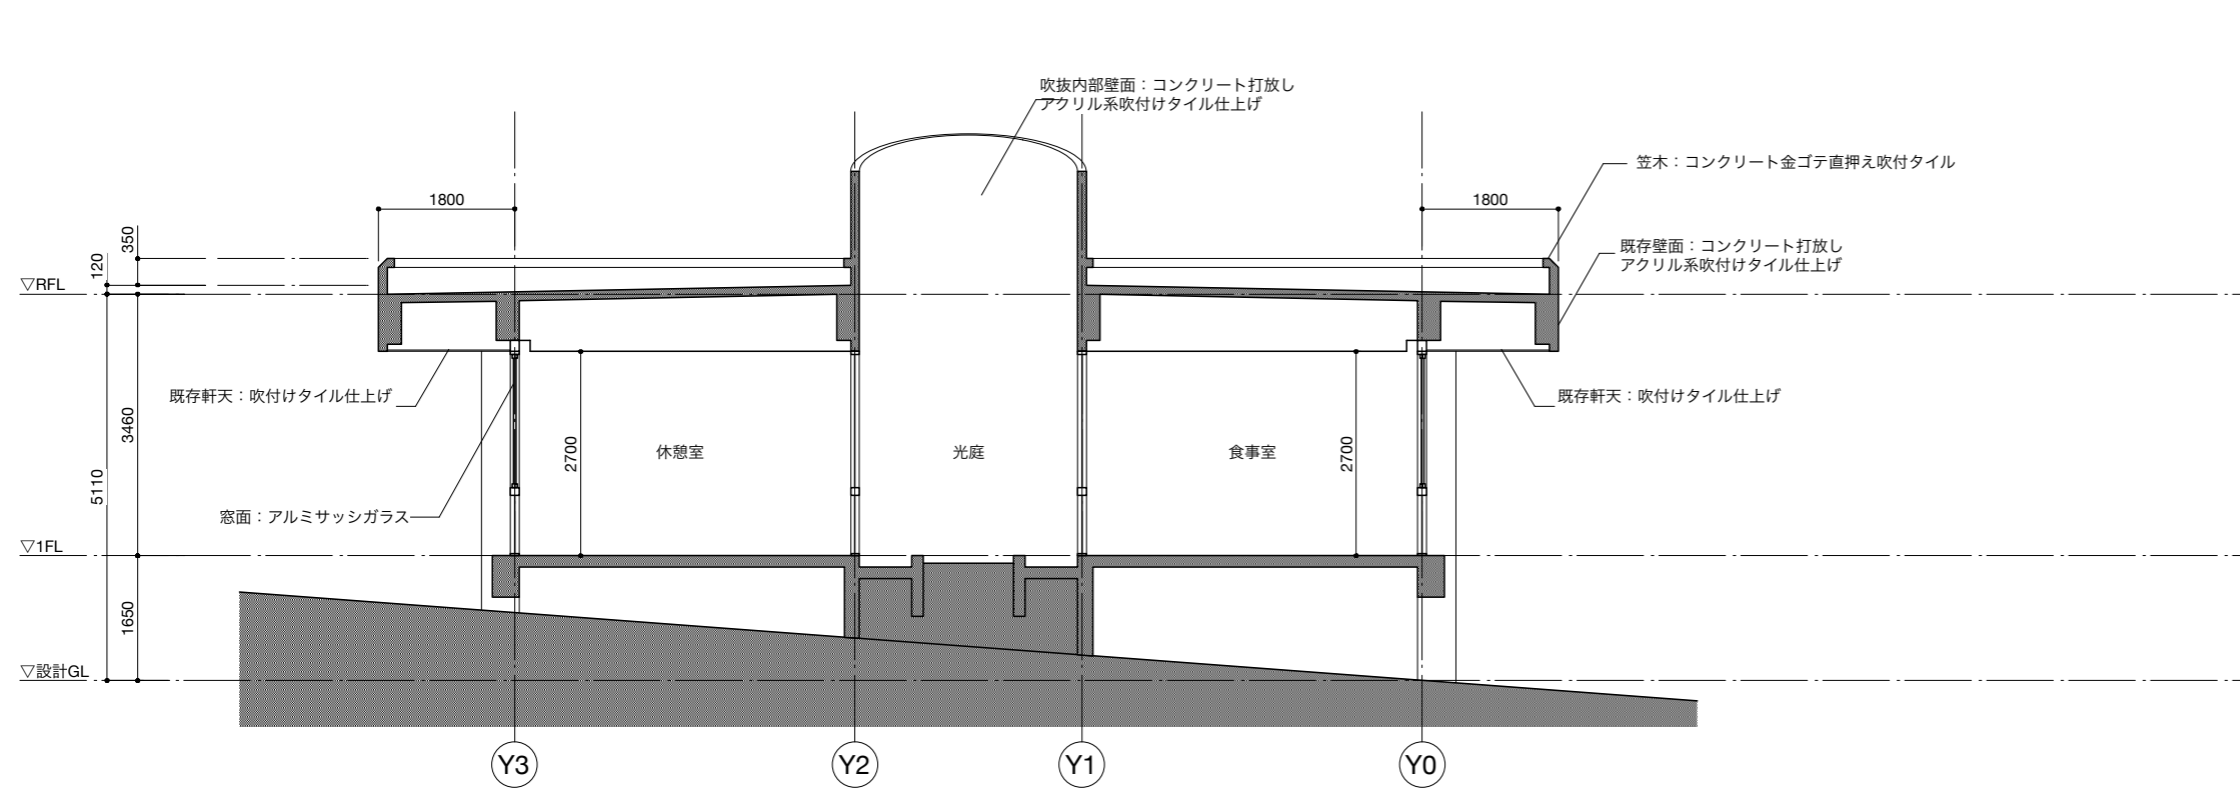 吹抜内部壁面：コンクリート打放し
アクリル系吹付けタイル仕上げ
笠木：コンクリート金ゴテ直押え吹付タイル
1800
1800
350
120
既存壁面：コンクリート打放し
アクリル系吹付けタイル仕上げ
▽RFL
既存軒天：吹付けタイル仕上げ
既存軒天：吹付けタイル仕上げ
3460
2700
休憩室
光庭
食事室
2700
5110
窓面：アルミサッシガラス
▽1FL
1650
▽設計GL
Y3
Y2
Y1
Y0